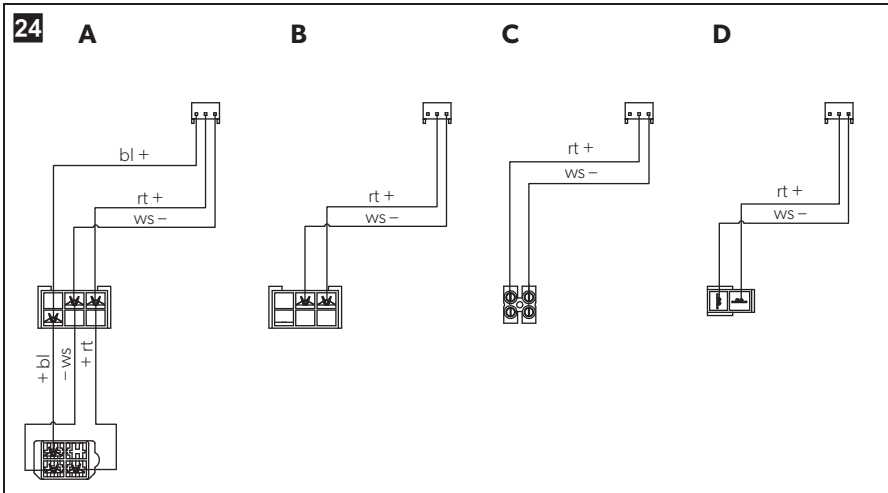 24 A B C D
bl +
rt +
ws –
rt +
ws –
rt +
ws –
rt +
ws –
+ bl
– ws
+ rt